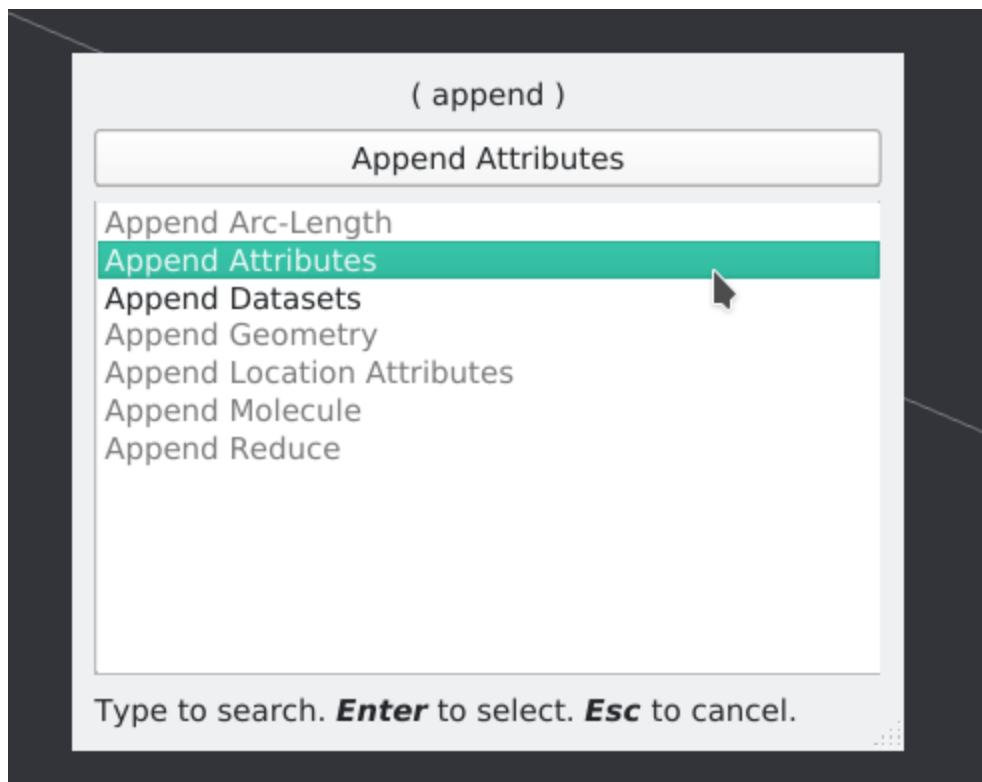 ( append )
Append Attributes
Append Arc-Length
Append Attributes
Append Datasets
Append Geometry
Append Location Attributes
Append Molecule
Append Reduce
Type to search. Enter to select. Esc to cancel.